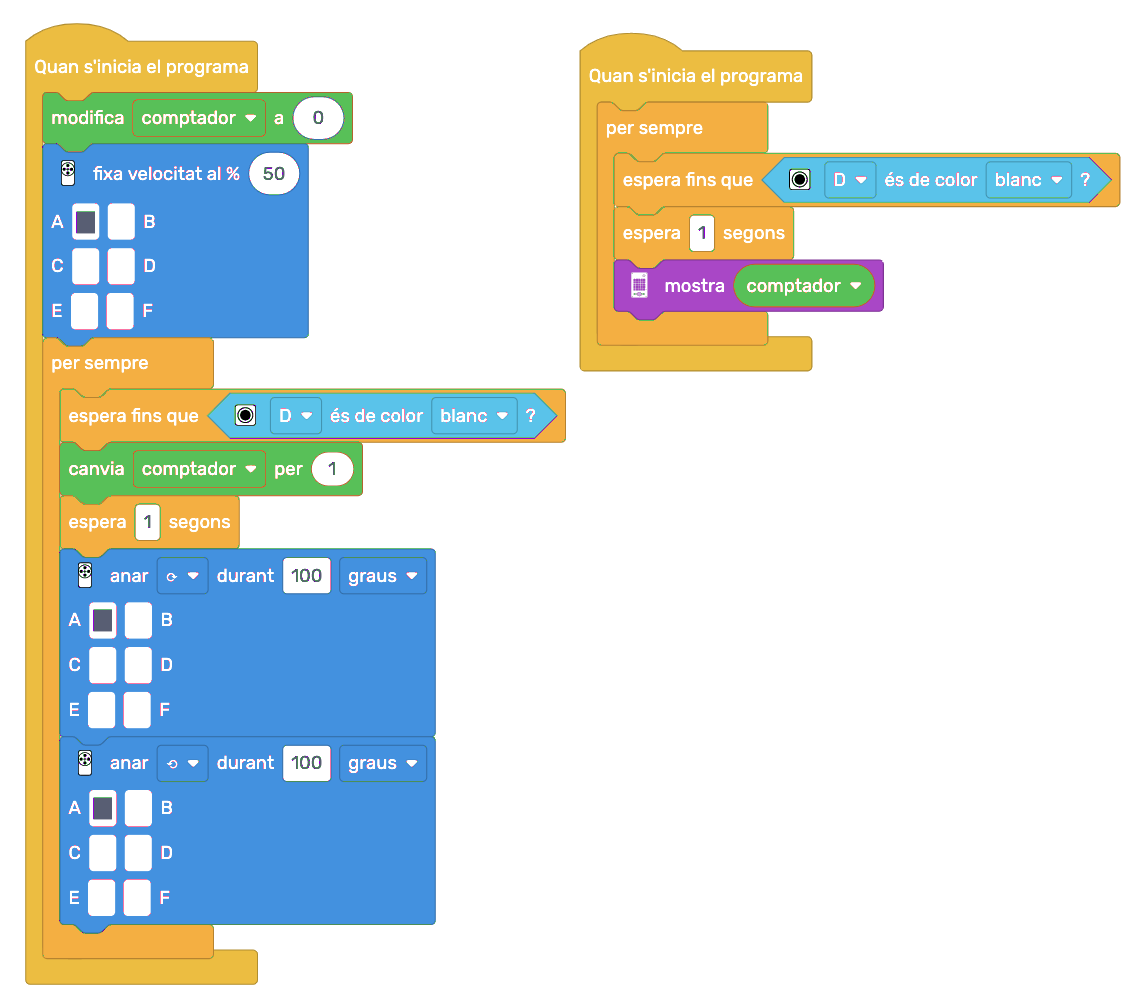 Quan s'inicia el programa
modifica comptador a 0
fixa velocitat al % 50
A B
C D
E F
per sempre
espera fins que D és de color blanc ?
canvia comptador per 1
espera 1 segons
anar durant 100 graus
A B
C D
E F
anar durant 100 graus
A B
C D
E F
Quan s'inicia el programa
per sempre
espera fins que D és de color blanc ?
espera 1 segons
mostra comptador